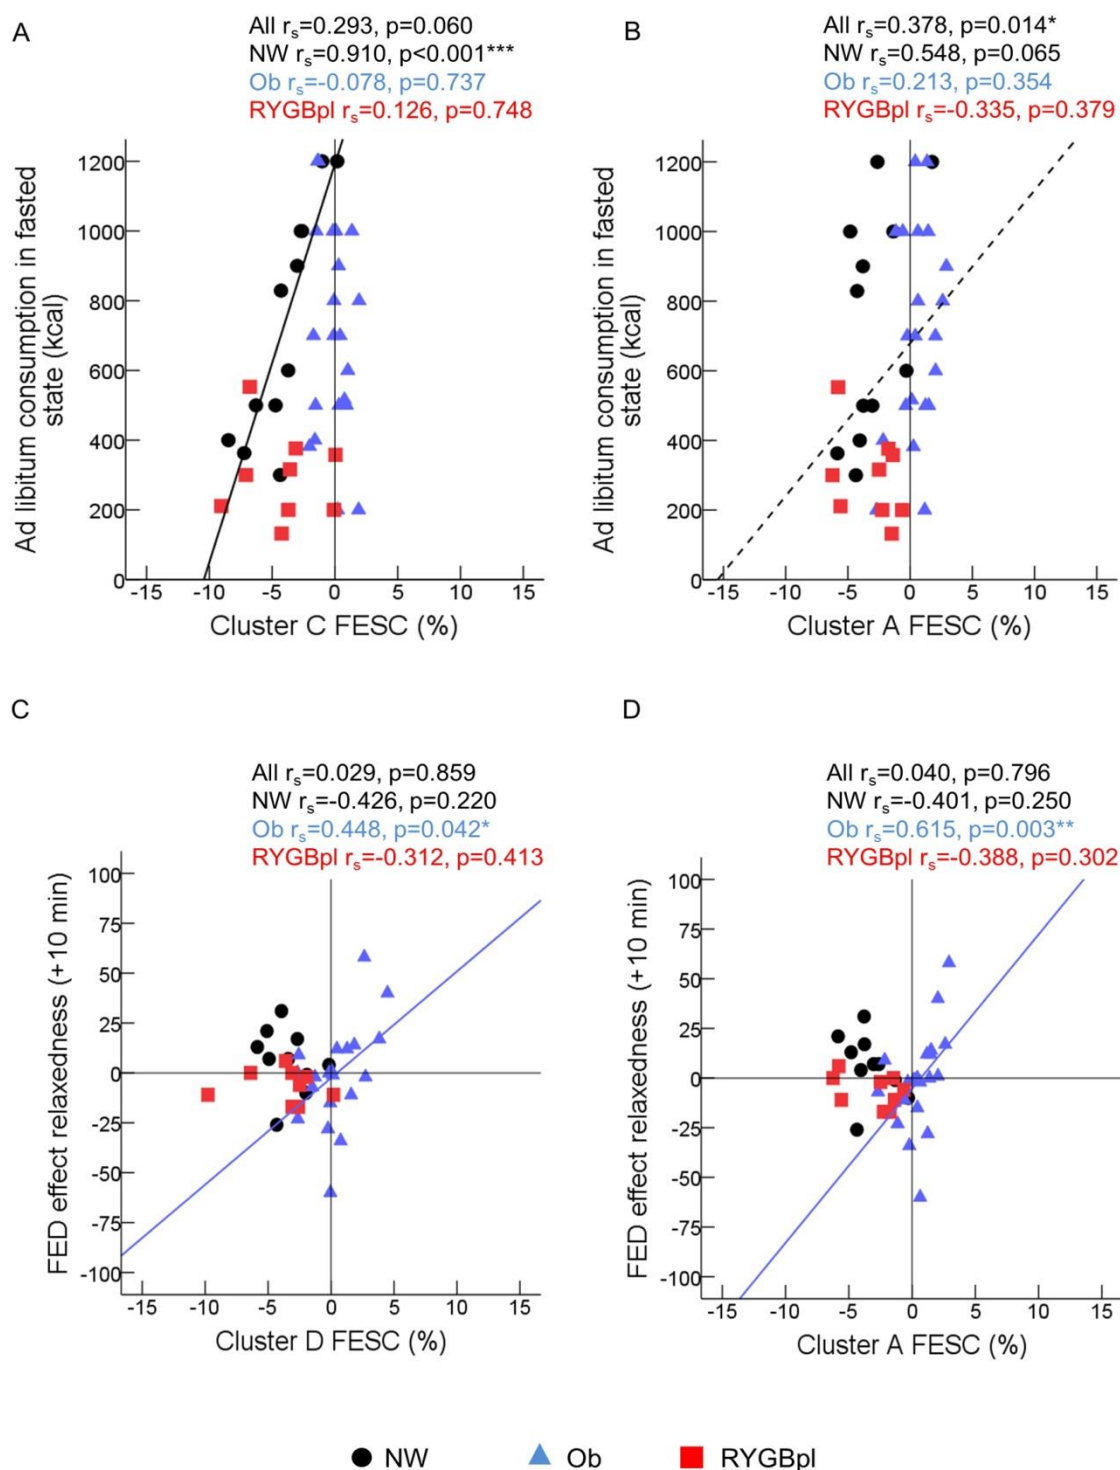 A
All rs=0.293, p=0.060
NW rs=0.910, p<0.001***
Ob rs=-0.078, p=0.737
RYGBpl rs=0.126, p=0.748
Ad libitum consumption in fasted
state (kcal)
1200
1000
800
600
400
200
0
-15 -10 -5 0 5 10 15
Cluster C FESC (%)
B
All rs=0.378, p=0.014*
NW rs=0.548, p=0.065
Ob rs=0.213, p=0.354
RYGBpl rs=-0.335, p=0.379
Ad libitum consumption in fasted
state (kcal)
1200
1000
800
600
400
200
0
-15 -10 -5 0 5 10 15
Cluster A FESC (%)
C
All rs=0.029, p=0.859
NW rs=-0.426, p=0.220
Ob rs=0.448, p=0.042*
RYGBpl rs=-0.312, p=0.413
FED effect relaxedness (+10 min)
100
75
50
25
0
-25
-50
-75
-100
-15 -10 -5 0 5 10 15
Cluster D FESC (%)
D
All rs=0.040, p=0.796
NW rs=-0.401, p=0.250
Ob rs=0.615, p=0.003**
RYGBpl rs=-0.388, p=0.302
FED effect relaxedness (+10 min)
100
75
50
25
0
-25
-50
-75
-100
-15 -10 -5 0 5 10 15
Cluster A FESC (%)
NW Ob RYGBpl